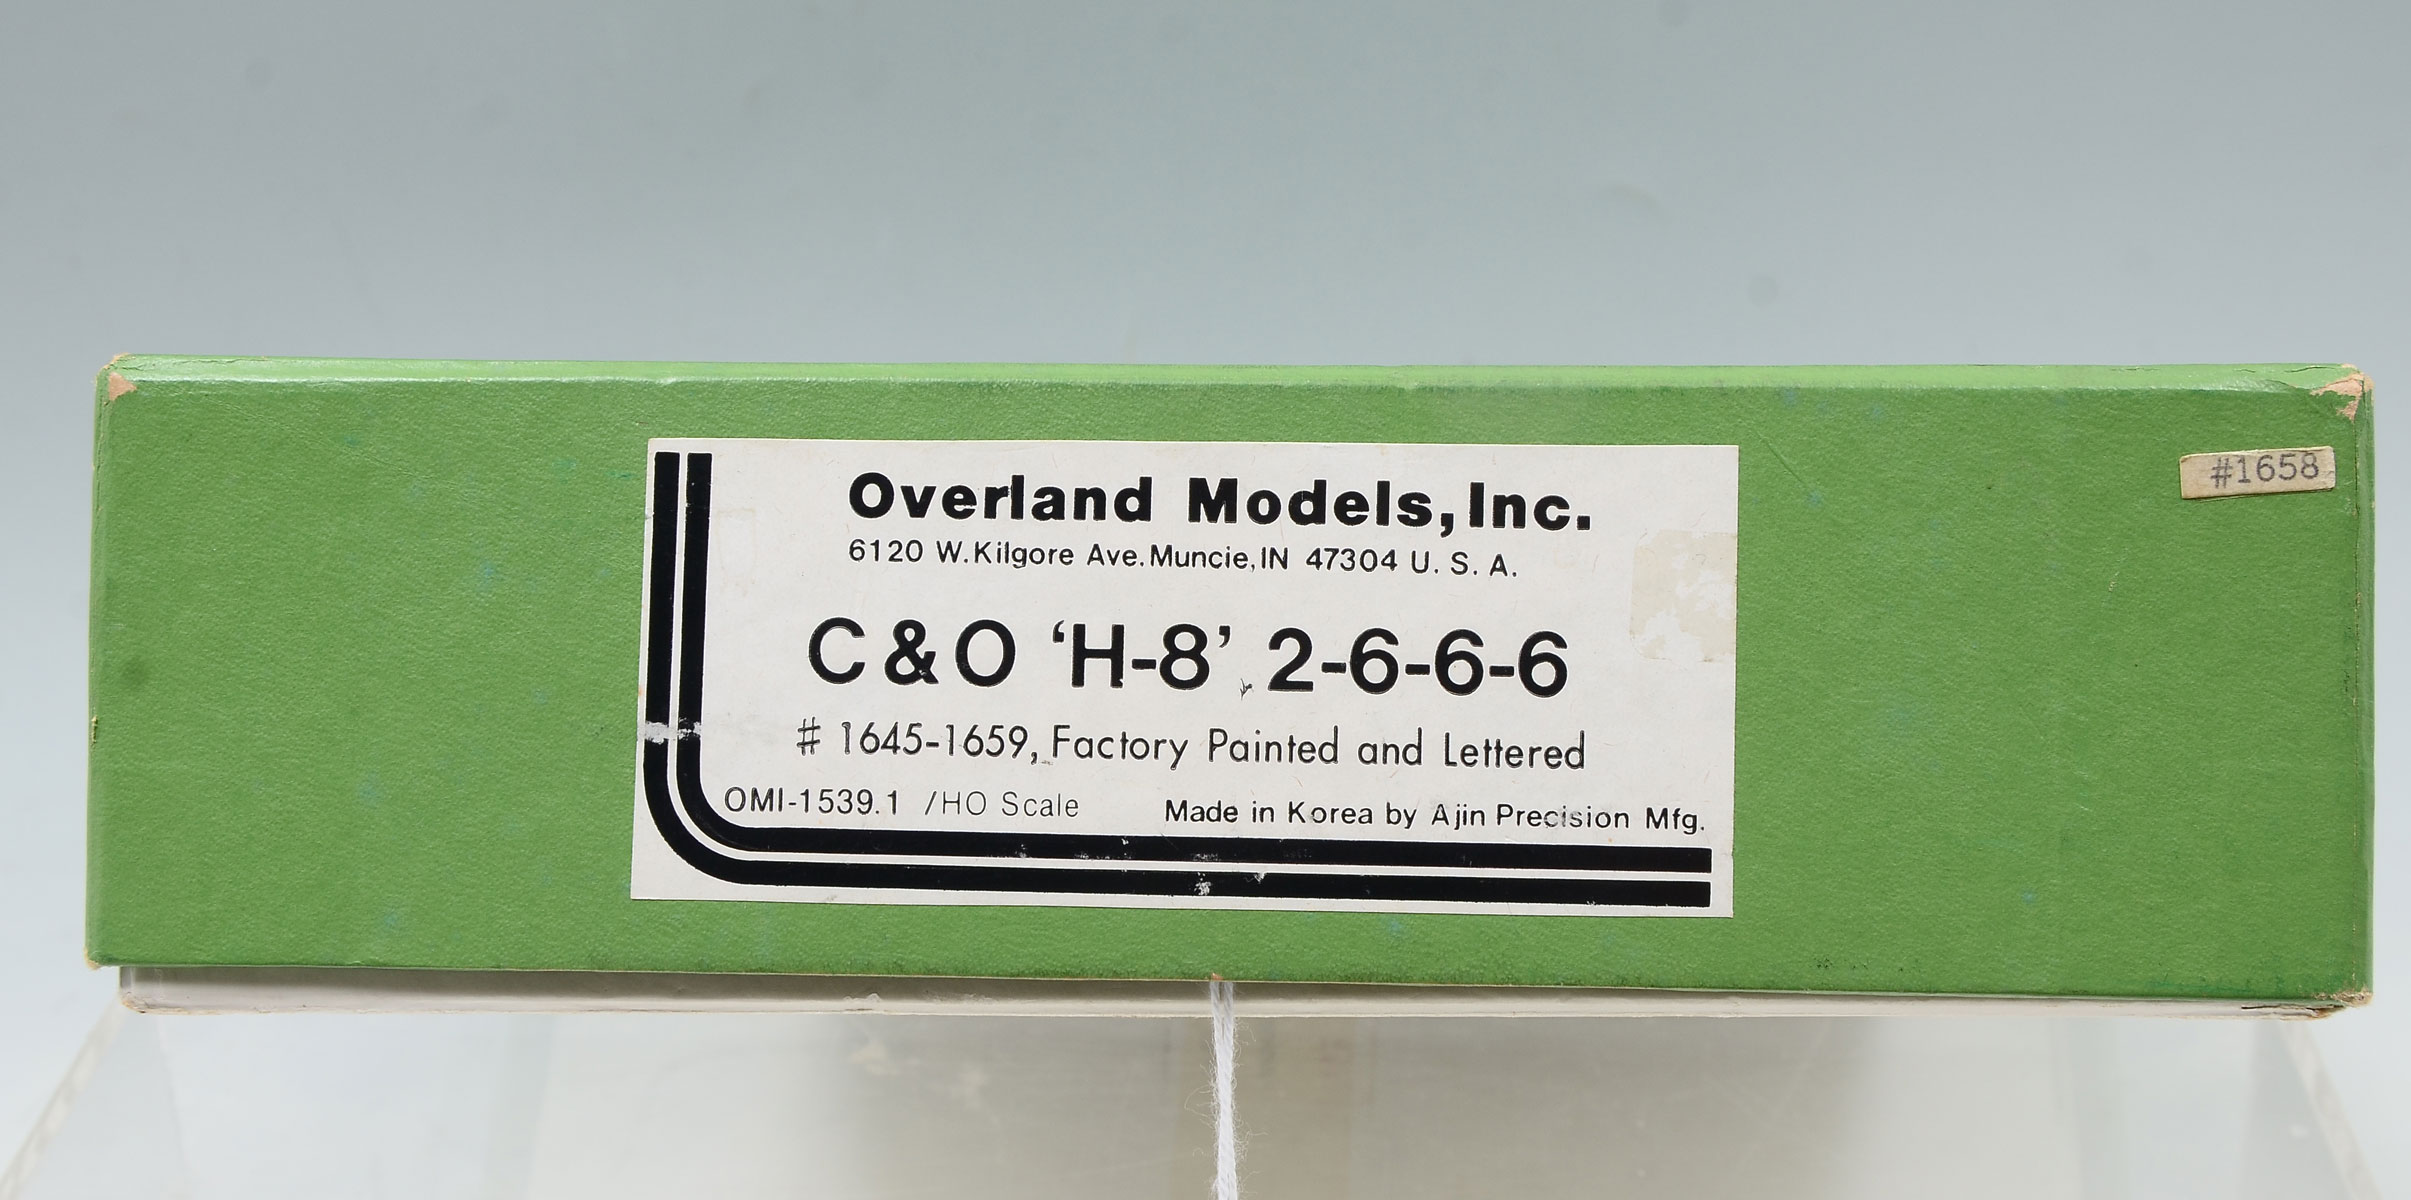 Overland Models, Inc.
6120 W. Kilgore Ave. Muncie, IN 47304 U. S. A.
C & O ‘H-8’ 2-6-6-6
# 1645-1659, Factory Painted and Lettered
OMI-1539.1 /HO Scale Made in Korea by Ajin Precision Mfg.
#1658